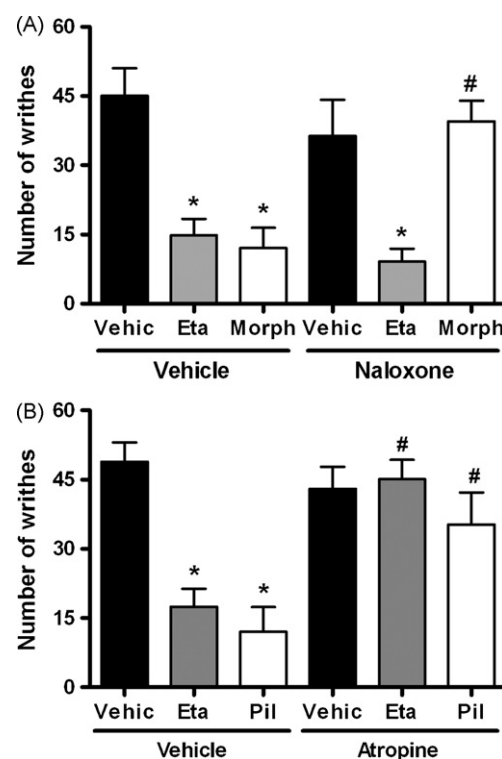 (A)
Number of writhes
60
45
30
15
0
* * * #
Vehic Eta Morph Vehic Eta Morph
Vehicle Naloxone
(B)
Number of writhes
60
45
30
15
0
* * # #
Vehic Eta Pil Vehic Eta Pil
Vehicle Atropine